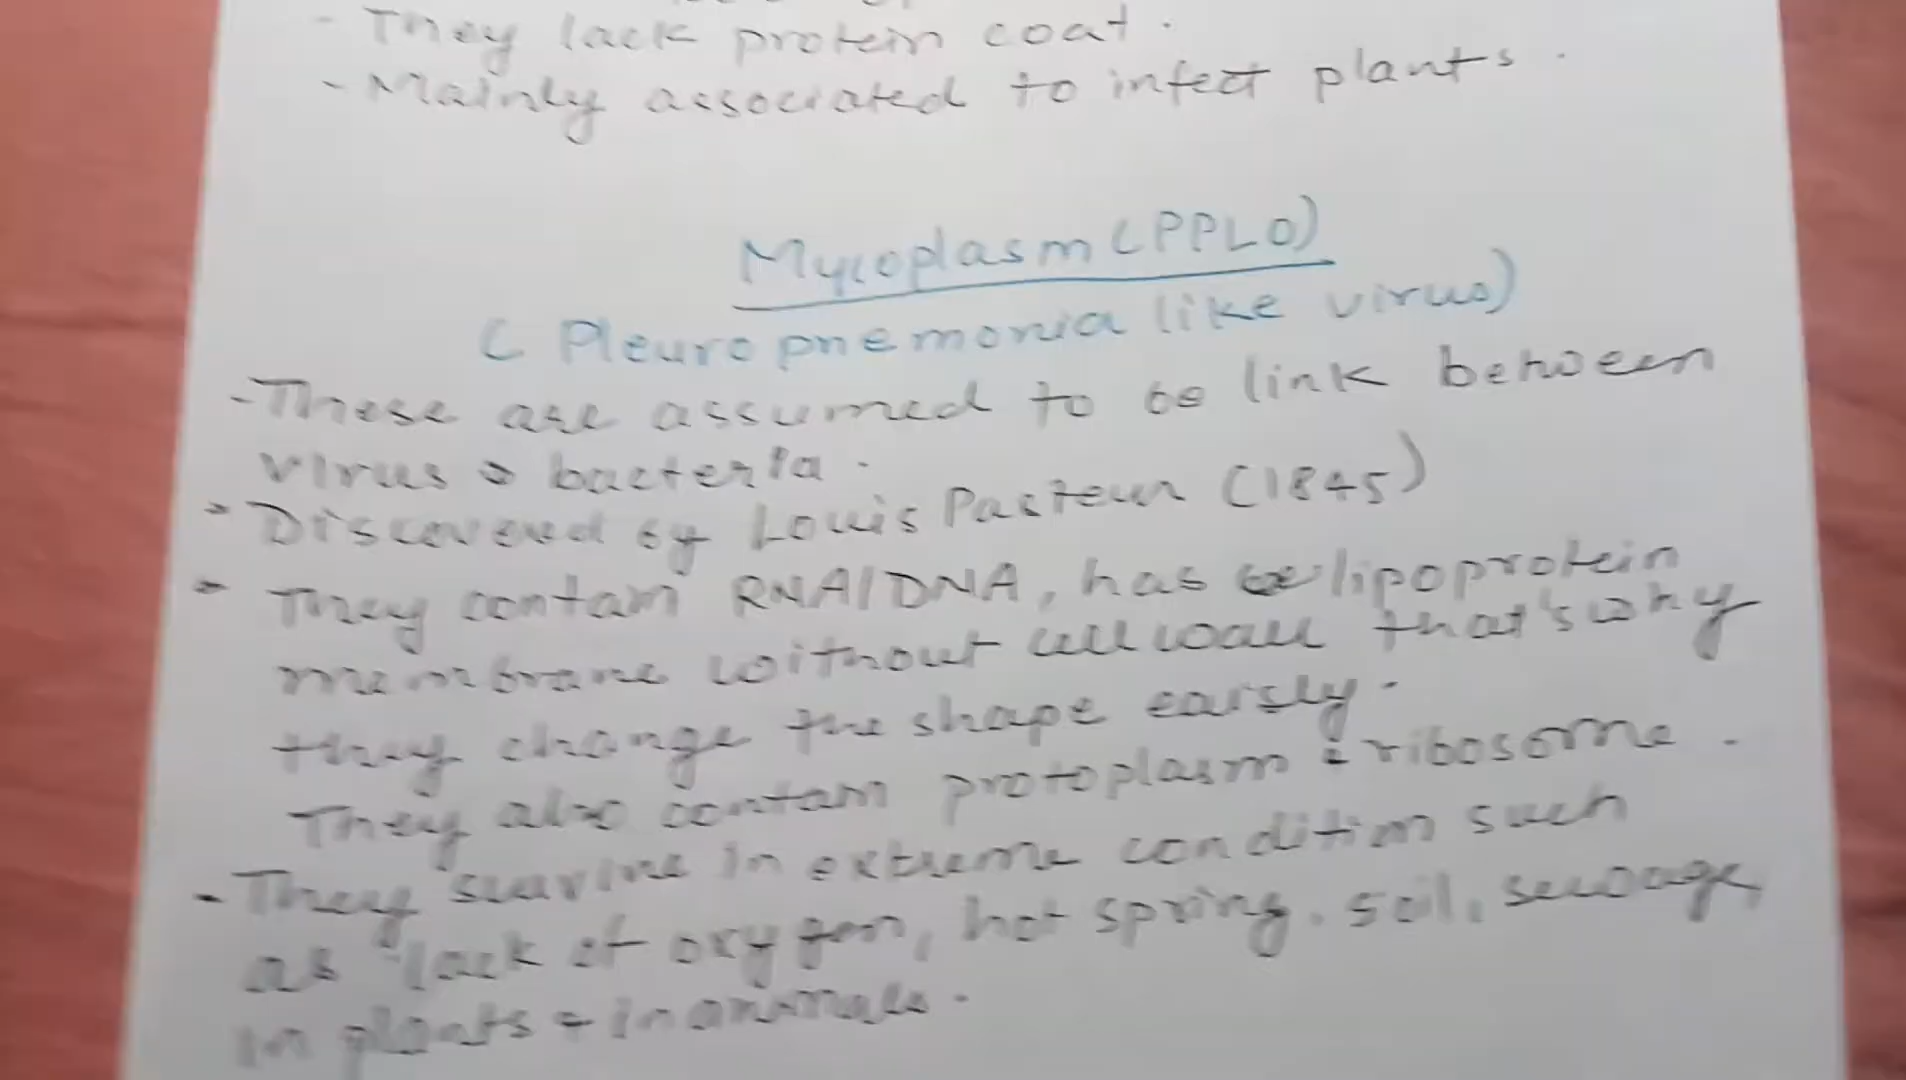 - They lack protein coat.
- Mainly associated to infect plants.
Mycoplasm (PPLO)
( Pleuropnemonia like virus)
- These are assumed to be link between
virus & bacteria.
- Discovered by Louis Pasteur (1845)
- They contain RNA/DNA, has lipoprotein
membrane without cell wall that's why
they change the shape eaisly.
They also contain protoplasm & ribosome.
- They survive in extreme condition such
as lack of oxygen, hot spring, soil, sewage,
in plants & in animals.